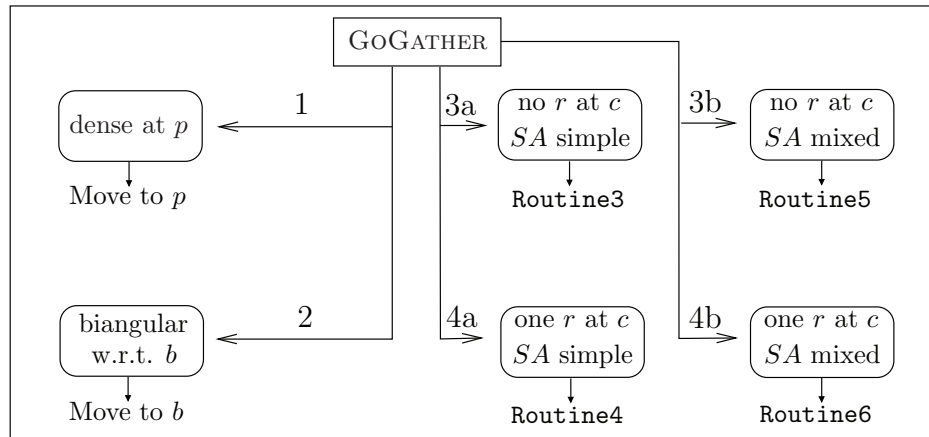 GOGATHER
1
3a
3b
dense at p
no r at c
SA simple
no r at c
SA mixed
Move to p
Routine3
Routine5
2
4a
4b
biangular
w.r.t. b
one r at c
SA simple
one r at c
SA mixed
Move to b
Routine4
Routine6